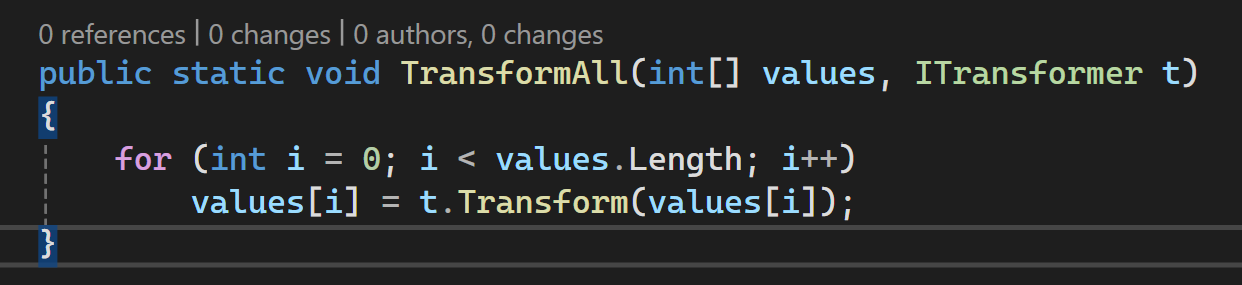 0 references | 0 changes | 0 authors, 0 changes
public static void TransformAll(int[] values, ITransformer t)
{
    for (int i = 0; i < values.Length; i++)
        values[i] = t.Transform(values[i]);
}